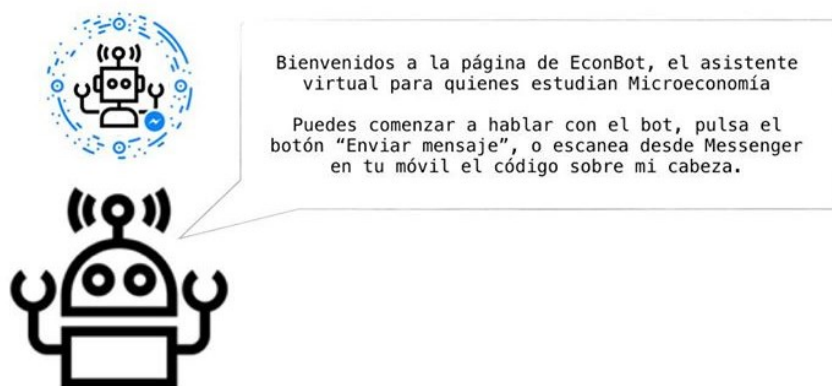 Bienvenidos a la página de EconBot, el asistente
virtual para quienes estudian Microeconomía
Puedes comenzar a hablar con el bot, pulsa el
botón “Enviar mensaje”, o escanea desde Messenger
en tu móvil el código sobre mi cabeza.